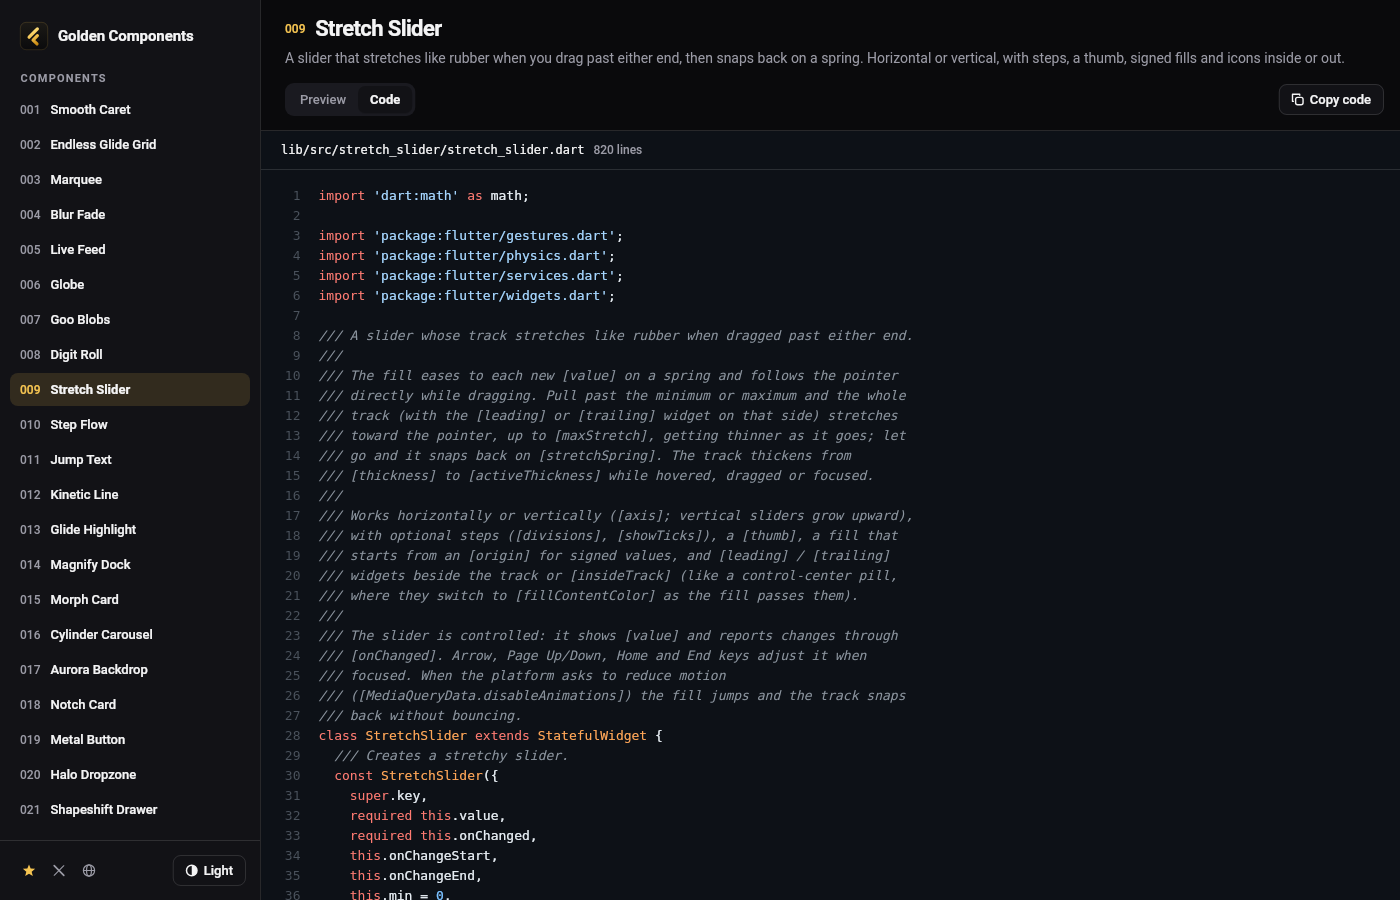 Golden Components
COMPONENTS
001 Smooth Caret
002 Endless Glide Grid
003 Marquee
004 Blur Fade
005 Live Feed
006 Globe
007 Goo Blobs
008 Digit Roll
009 Stretch Slider
010 Step Flow
011 Jump Text
012 Kinetic Line
013 Glide Highlight
014 Magnify Dock
015 Morph Card
016 Cylinder Carousel
017 Aurora Backdrop
018 Notch Card
019 Metal Button
020 Halo Dropzone
021 Shapeshift Drawer
Light
009 Stretch Slider
A slider that stretches like rubber when you drag past either end, then snaps back on a spring. Horizontal or vertical, with steps, a thumb, signed fills and icons inside or out.
Preview Code
Copy code
lib/src/stretch_slider/stretch_slider.dart 820 lines
1 import 'dart:math' as math;
2
3 import 'package:flutter/gestures.dart';
4 import 'package:flutter/physics.dart';
5 import 'package:flutter/services.dart';
6 import 'package:flutter/widgets.dart';
7
8 /// A slider whose track stretches like rubber when dragged past either end.
9 ///
10 /// The fill eases to each new [value] on a spring and follows the pointer
11 /// directly while dragging. Pull past the minimum or maximum and the whole
12 /// track (with the [leading] or [trailing] widget on that side) stretches
13 /// toward the pointer, up to [maxStretch], getting thinner as it goes; let
14 /// go and it snaps back on [stretchSpring]. The track thickens from
15 /// [thickness] to [activeThickness] while hovered, dragged or focused.
16 ///
17 /// Works horizontally or vertically ([axis]; vertical sliders grow upward),
18 /// with optional steps ([divisions], [showTicks]), a [thumb], a fill that
19 /// starts from an [origin] for signed values, and [leading] / [trailing]
20 /// widgets beside the track or [insideTrack] (like a control-center pill,
21 /// where they switch to [fillContentColor] as the fill passes them).
22 ///
23 /// The slider is controlled: it shows [value] and reports changes through
24 /// [onChanged]. Arrow, Page Up/Down, Home and End keys adjust it when
25 /// focused. When the platform asks to reduce motion
26 /// ([MediaQueryData.disableAnimations]) the fill jumps and the track snaps
27 /// back without bouncing.
28 class StretchSlider extends StatefulWidget {
29 /// Creates a stretchy slider.
30 const StretchSlider({
31 super.key,
32 required this.value,
33 required this.onChanged,
34 this.onChangeStart,
35 this.onChangeEnd,
36 this.min = 0,